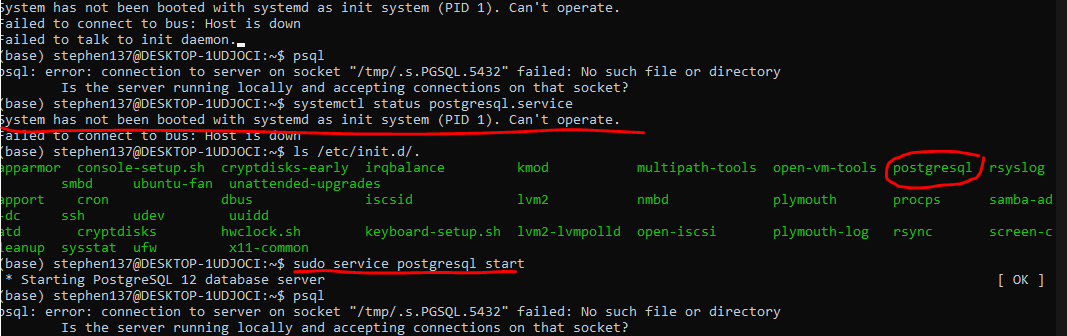 System has not been booted with systemd as init system (PID 1). Can't operate.
Failed to connect to bus: Host is down
Failed to talk to init daemon.
(base) stephen137@DESKTOP-1UDJOCI:~$ psql
psql: error: connection to server on socket "/tmp/.s.PGSQL.5432" failed: No such file or directory
Is the server running locally and accepting connections on that socket?
(base) stephen137@DESKTOP-1UDJOCI:~$ systemctl status postgresql.service
System has not been booted with systemd as init system (PID 1). Can't operate.
Failed to connect to bus: Host is down
(base) stephen137@DESKTOP-1UDJOCI:~$ ls /etc/init.d/.
apparmor console-setup.sh cryptdisks-early irqbalance kmod multipath-tools open-vm-tools postgresql rsyslog
smbd ubuntu-fan unattended-upgrades
apport cron dbus iscsid lvm2 nmbd plymouth procps samba-ad
-dc ssh udev uuidd
atd cryptdisks hwclock.sh keyboard-setup.sh lvm2-lvmpolld open-iscsi plymouth-log rsync screen-c
leanup sysstat ufw x11-common
(base) stephen137@DESKTOP-1UDJOCI:~$ sudo service postgresql start
* Starting PostgreSQL 12 database server [ OK ]
(base) stephen137@DESKTOP-1UDJOCI:~$ psql
psql: error: connection to server on socket "/tmp/.s.PGSQL.5432" failed: No such file or directory
Is the server running locally and accepting connections on that socket?